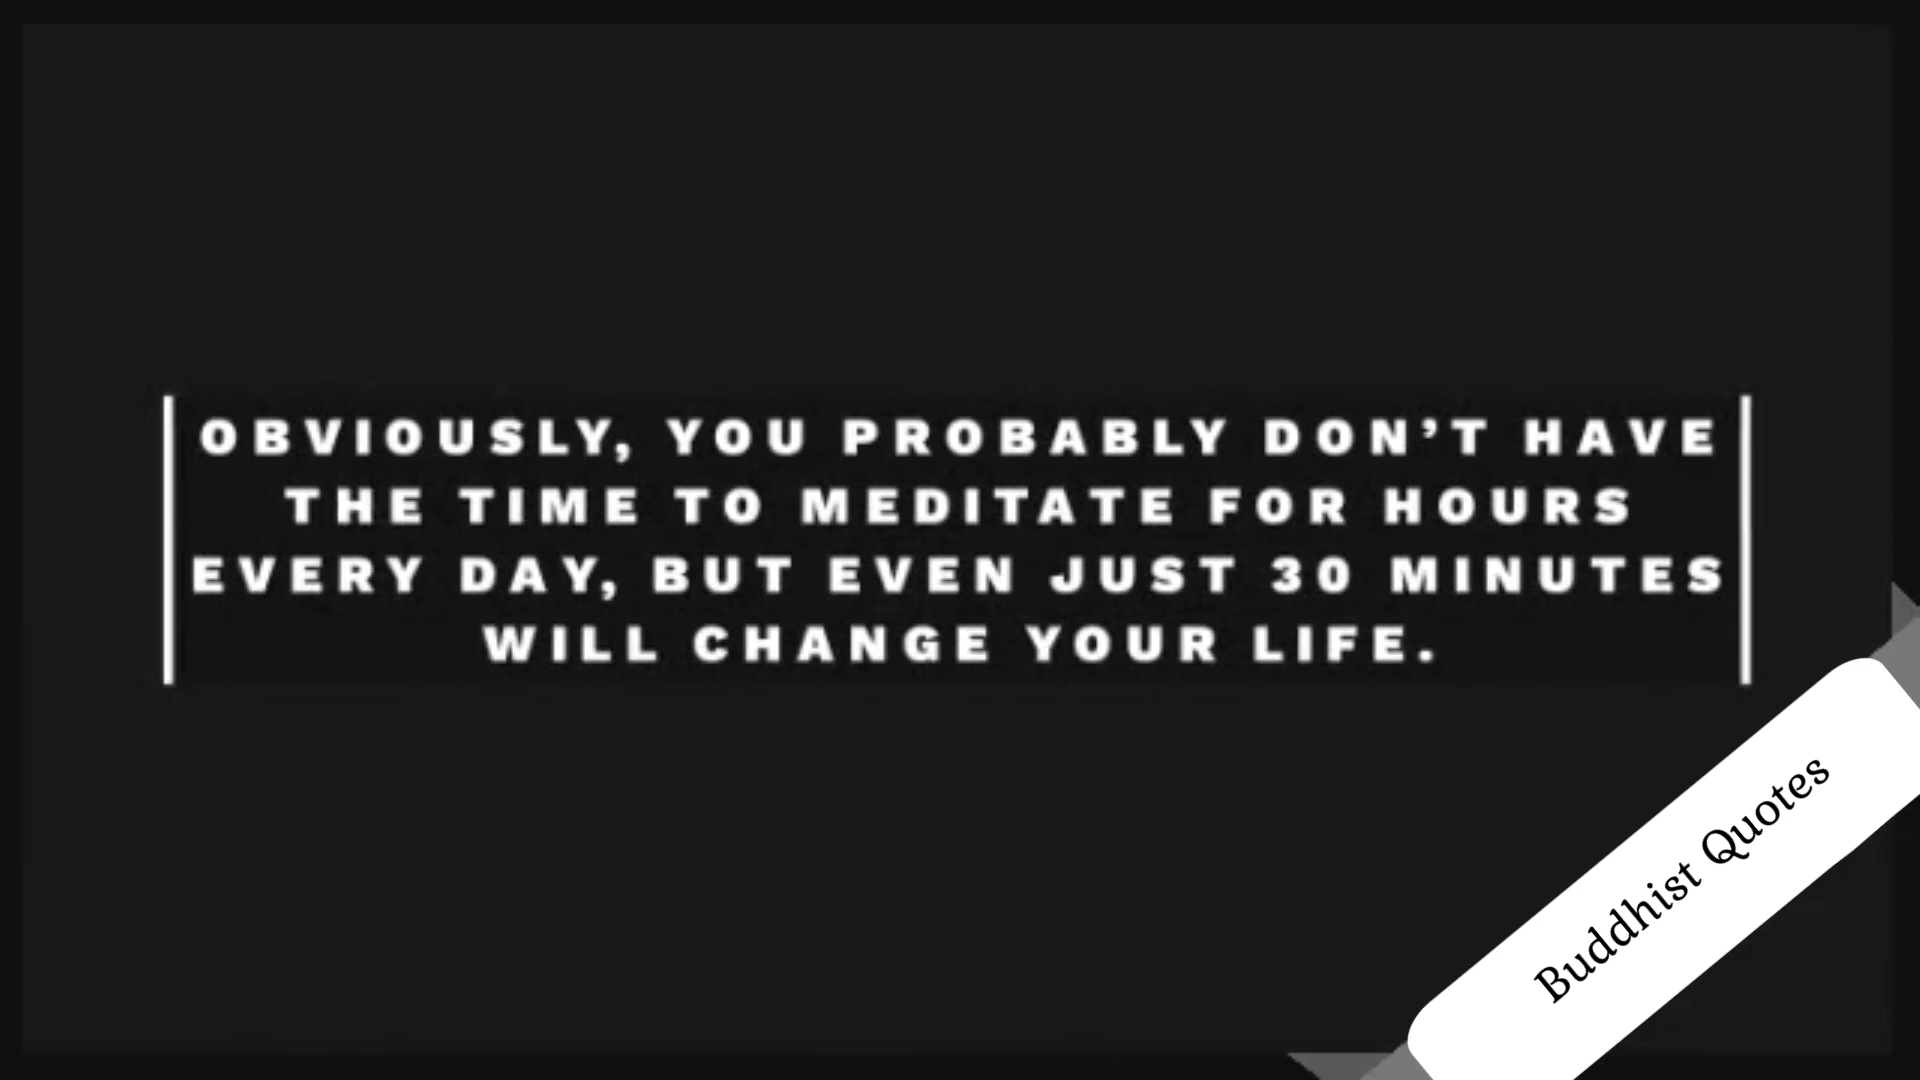 OBVIOUSLY, YOU PROBABLY DON’T HAVE
THE TIME TO MEDITATE FOR HOURS
EVERY DAY, BUT EVEN JUST 30 MINUTES
WILL CHANGE YOUR LIFE.
Buddhist Quotes